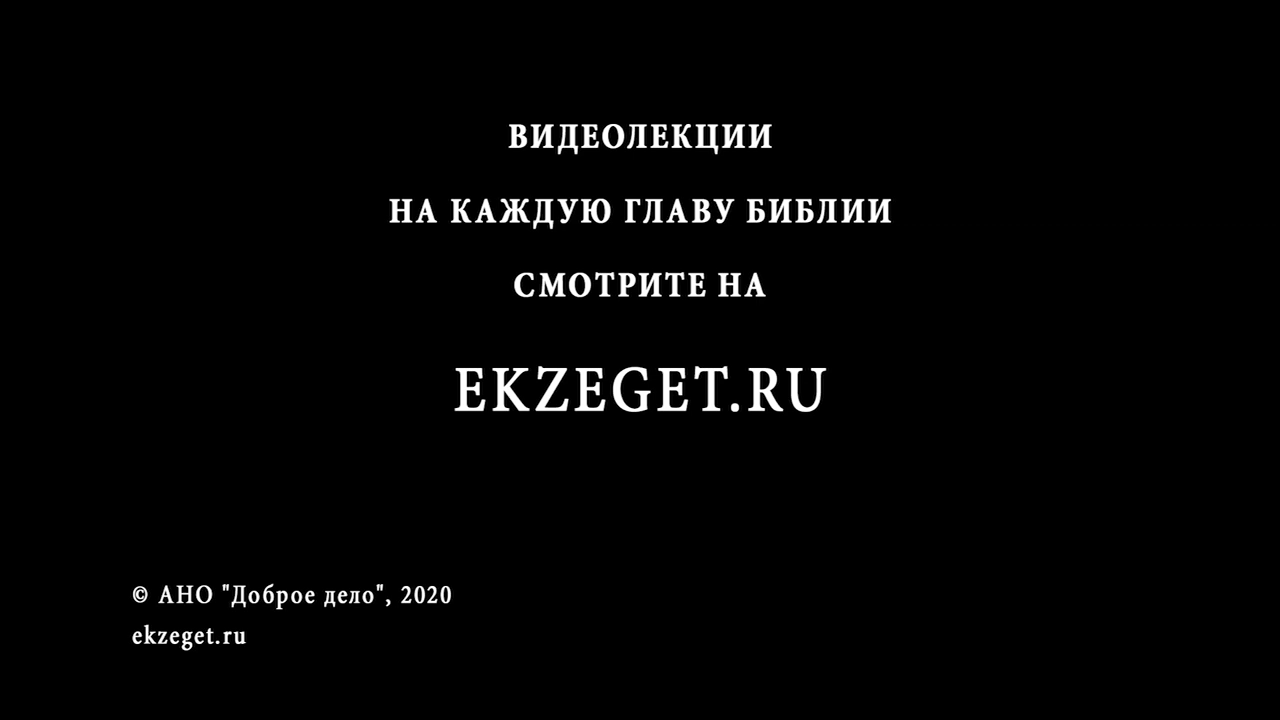 ВИДЕОЛЕКЦИИ
НА КАЖДУЮ ГЛАВУ БИБЛИИ
СМОТРИТЕ НА
EKZEGET.RU
© АНО "Доброе дело", 2020
ekzeget.ru